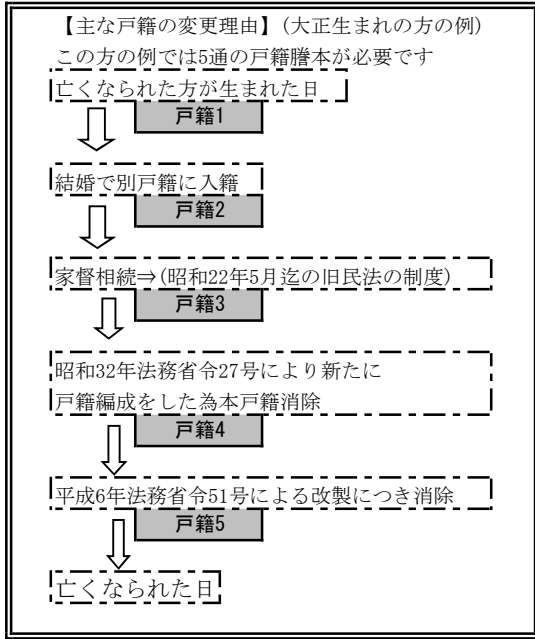 【主な戸籍の変更理由】(大正生まれの方の例)
この方の例では5通の戸籍謄本が必要です
亡くなられた方が生まれた日
戸籍1
結婚で別戸籍に入籍
戸籍2
家督相続⇒(昭和22年5月迄の旧民法の制度)
戸籍3
昭和32年法務省令27号により新たに
戸籍編成をした為本戸籍消除
戸籍4
平成6年法務省令51号による改製につき消除
戸籍5
亡くなられた日